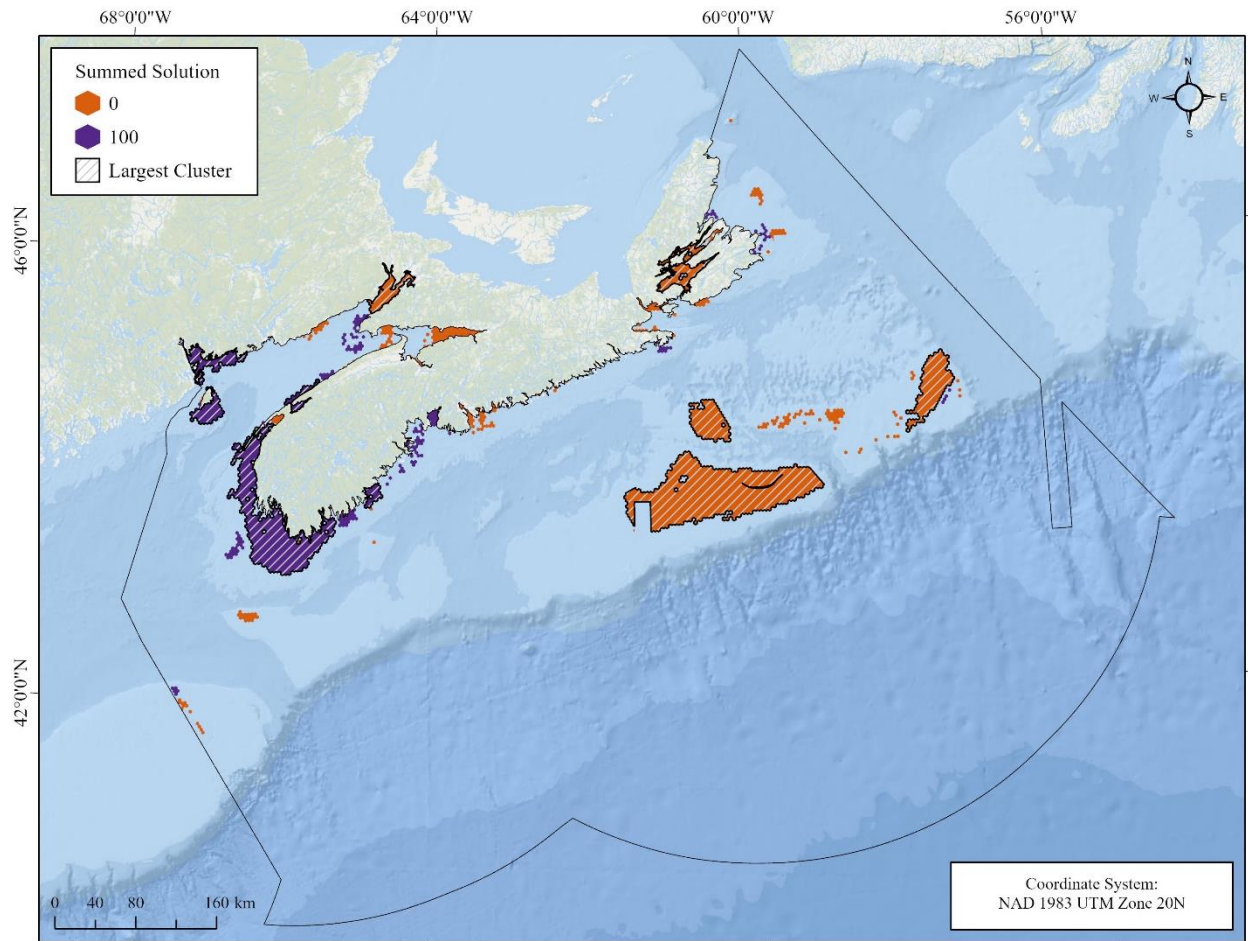 68°0'0"W 64°0'0"W 60°0'0"W 56°0'0"W
Summed Solution
0
100
Largest Cluster
N
W E
S
46°0'0"N
42°0'0"N
0 40 80 160 km
Coordinate System:
NAD 1983 UTM Zone 20N